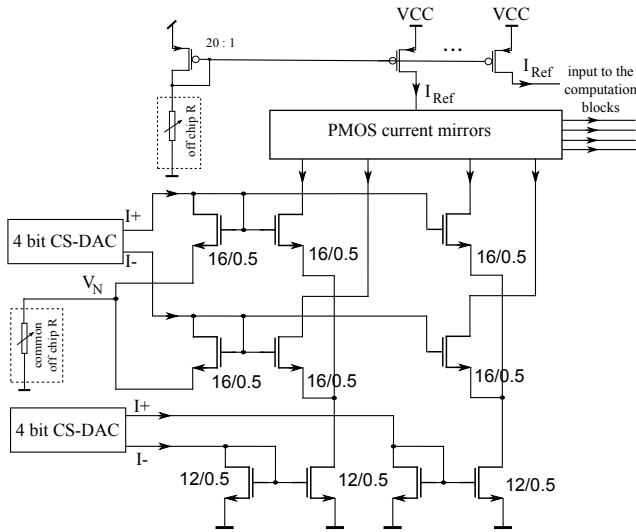 VCC
VCC
20 : 1
...
I_Ref
I_Ref
input to the
computation
blocks
off chip R
PMOS current mirrors
I+
4 bit CS-DAC
I-
16/0.5
16/0.5
16/0.5
V_N
common
off chip R
16/0.5
16/0.5
16/0.5
I+
4 bit CS-DAC
I-
12/0.5
12/0.5
12/0.5
12/0.5